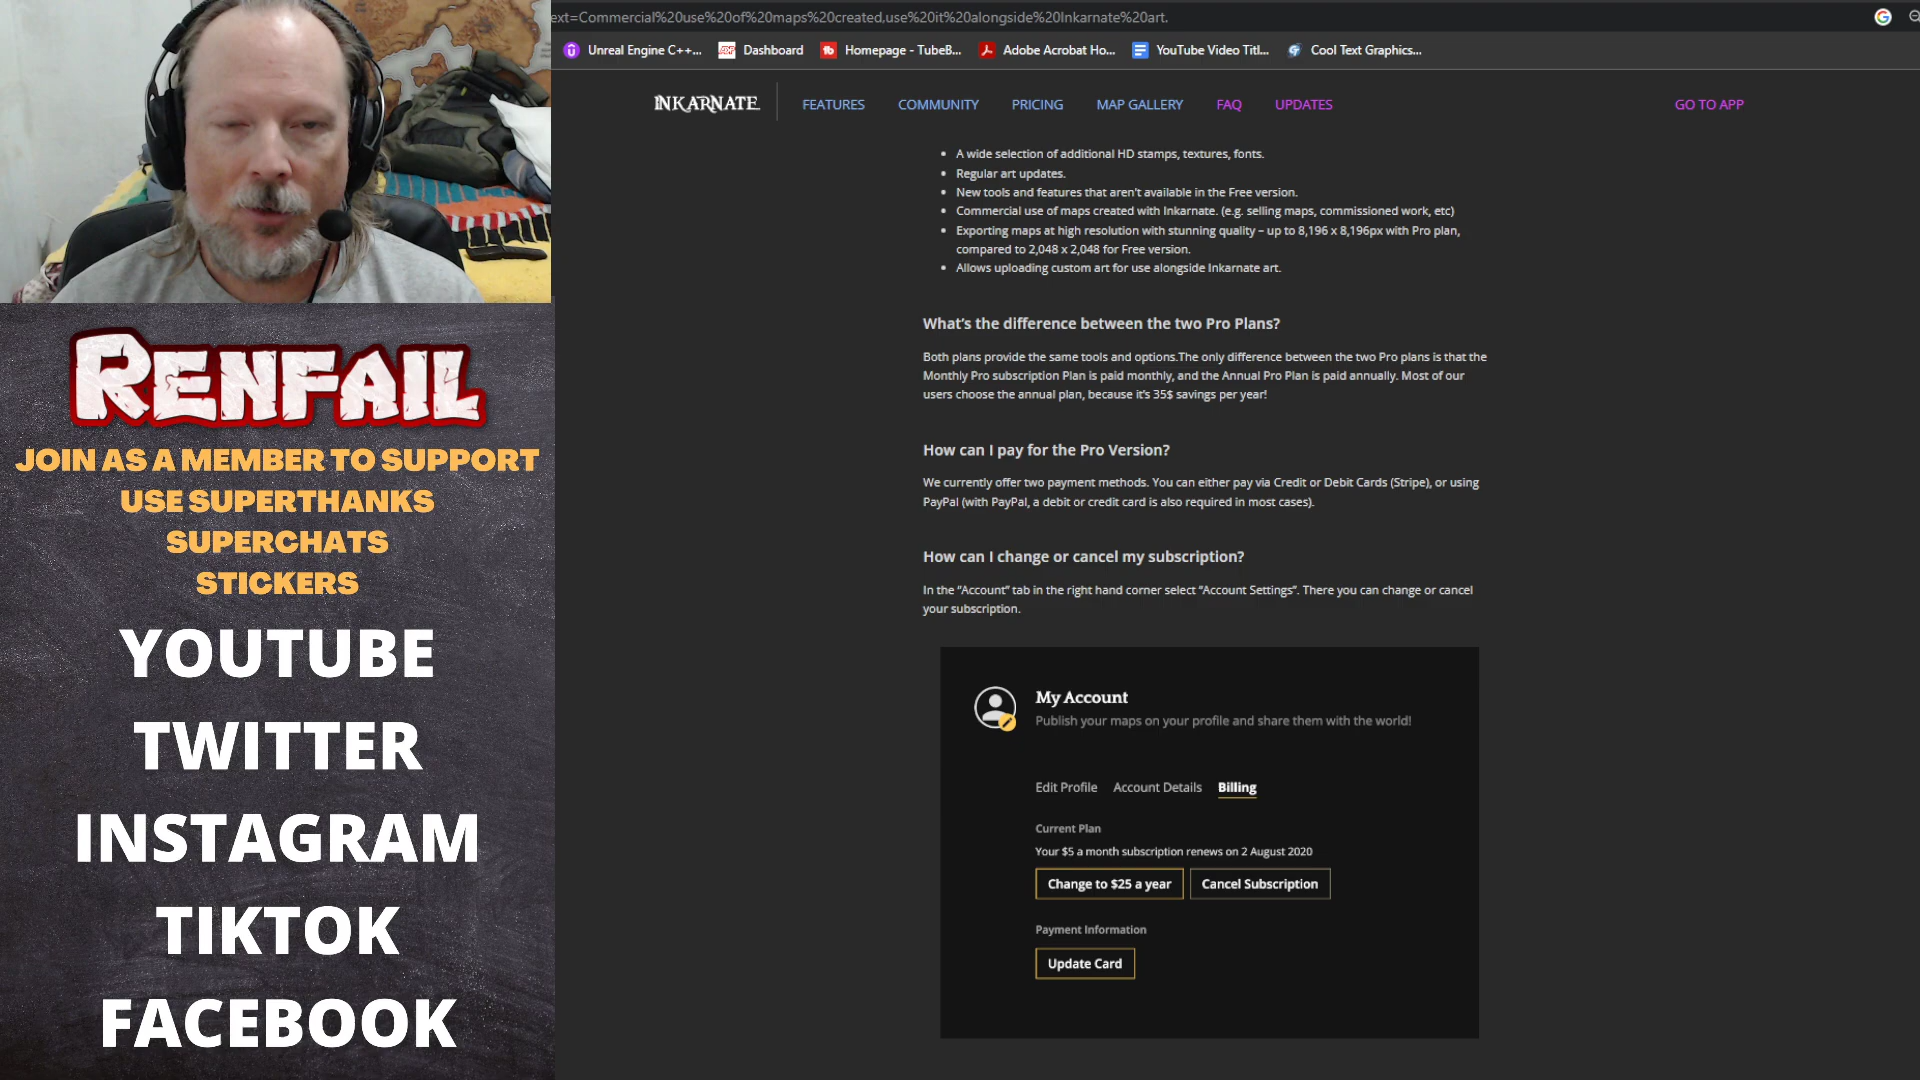 ext=Commercial%20use%20of%20maps%20created,use%20it%20alongside%20Inkarnate%20art.
Unreal Engine C++...
Dashboard
Homepage - TubeB...
Adobe Acrobat Ho...
YouTube Video Titl...
Cool Text Graphics...
INKARNATE
FEATURES
COMMUNITY
PRICING
MAP GALLERY
FAQ
UPDATES
GO TO APP
• A wide selection of additional HD stamps, textures, fonts.
• Regular art updates.
• New tools and features that aren't available in the Free version.
• Commercial use of maps created with Inkarnate. (e.g. selling maps, commissioned work, etc)
• Exporting maps at high resolution with stunning quality – up to 8,196 x 8,196px with Pro plan,
compared to 2,048 x 2,048 for Free version.
• Allows uploading custom art for use alongside Inkarnate art.
What's the difference between the two Pro Plans?
Both plans provide the same tools and options.The only difference between the two Pro plans is that the
Monthly Pro subscription Plan is paid monthly, and the Annual Pro Plan is paid annually. Most of our
users choose the annual plan, because it's 35$ savings per year!
How can I pay for the Pro Version?
We currently offer two payment methods. You can either pay via Credit or Debit Cards (Stripe), or using
PayPal (with PayPal, a debit or credit card is also required in most cases).
How can I change or cancel my subscription?
In the “Account” tab in the right hand corner select “Account Settings”. There you can change or cancel
your subscription.
My Account
Publish your maps on your profile and share them with the world!
Edit Profile
Account Details
Billing
Current Plan
Your $5 a month subscription renews on 2 August 2020
Change to $25 a year
Cancel Subscription
Payment Information
Update Card
RENFAIL
JOIN AS A MEMBER TO SUPPORT
USE SUPERTHANKS
SUPERCHATS
STICKERS
YOUTUBE
TWITTER
INSTAGRAM
TIKTOK
FACEBOOK